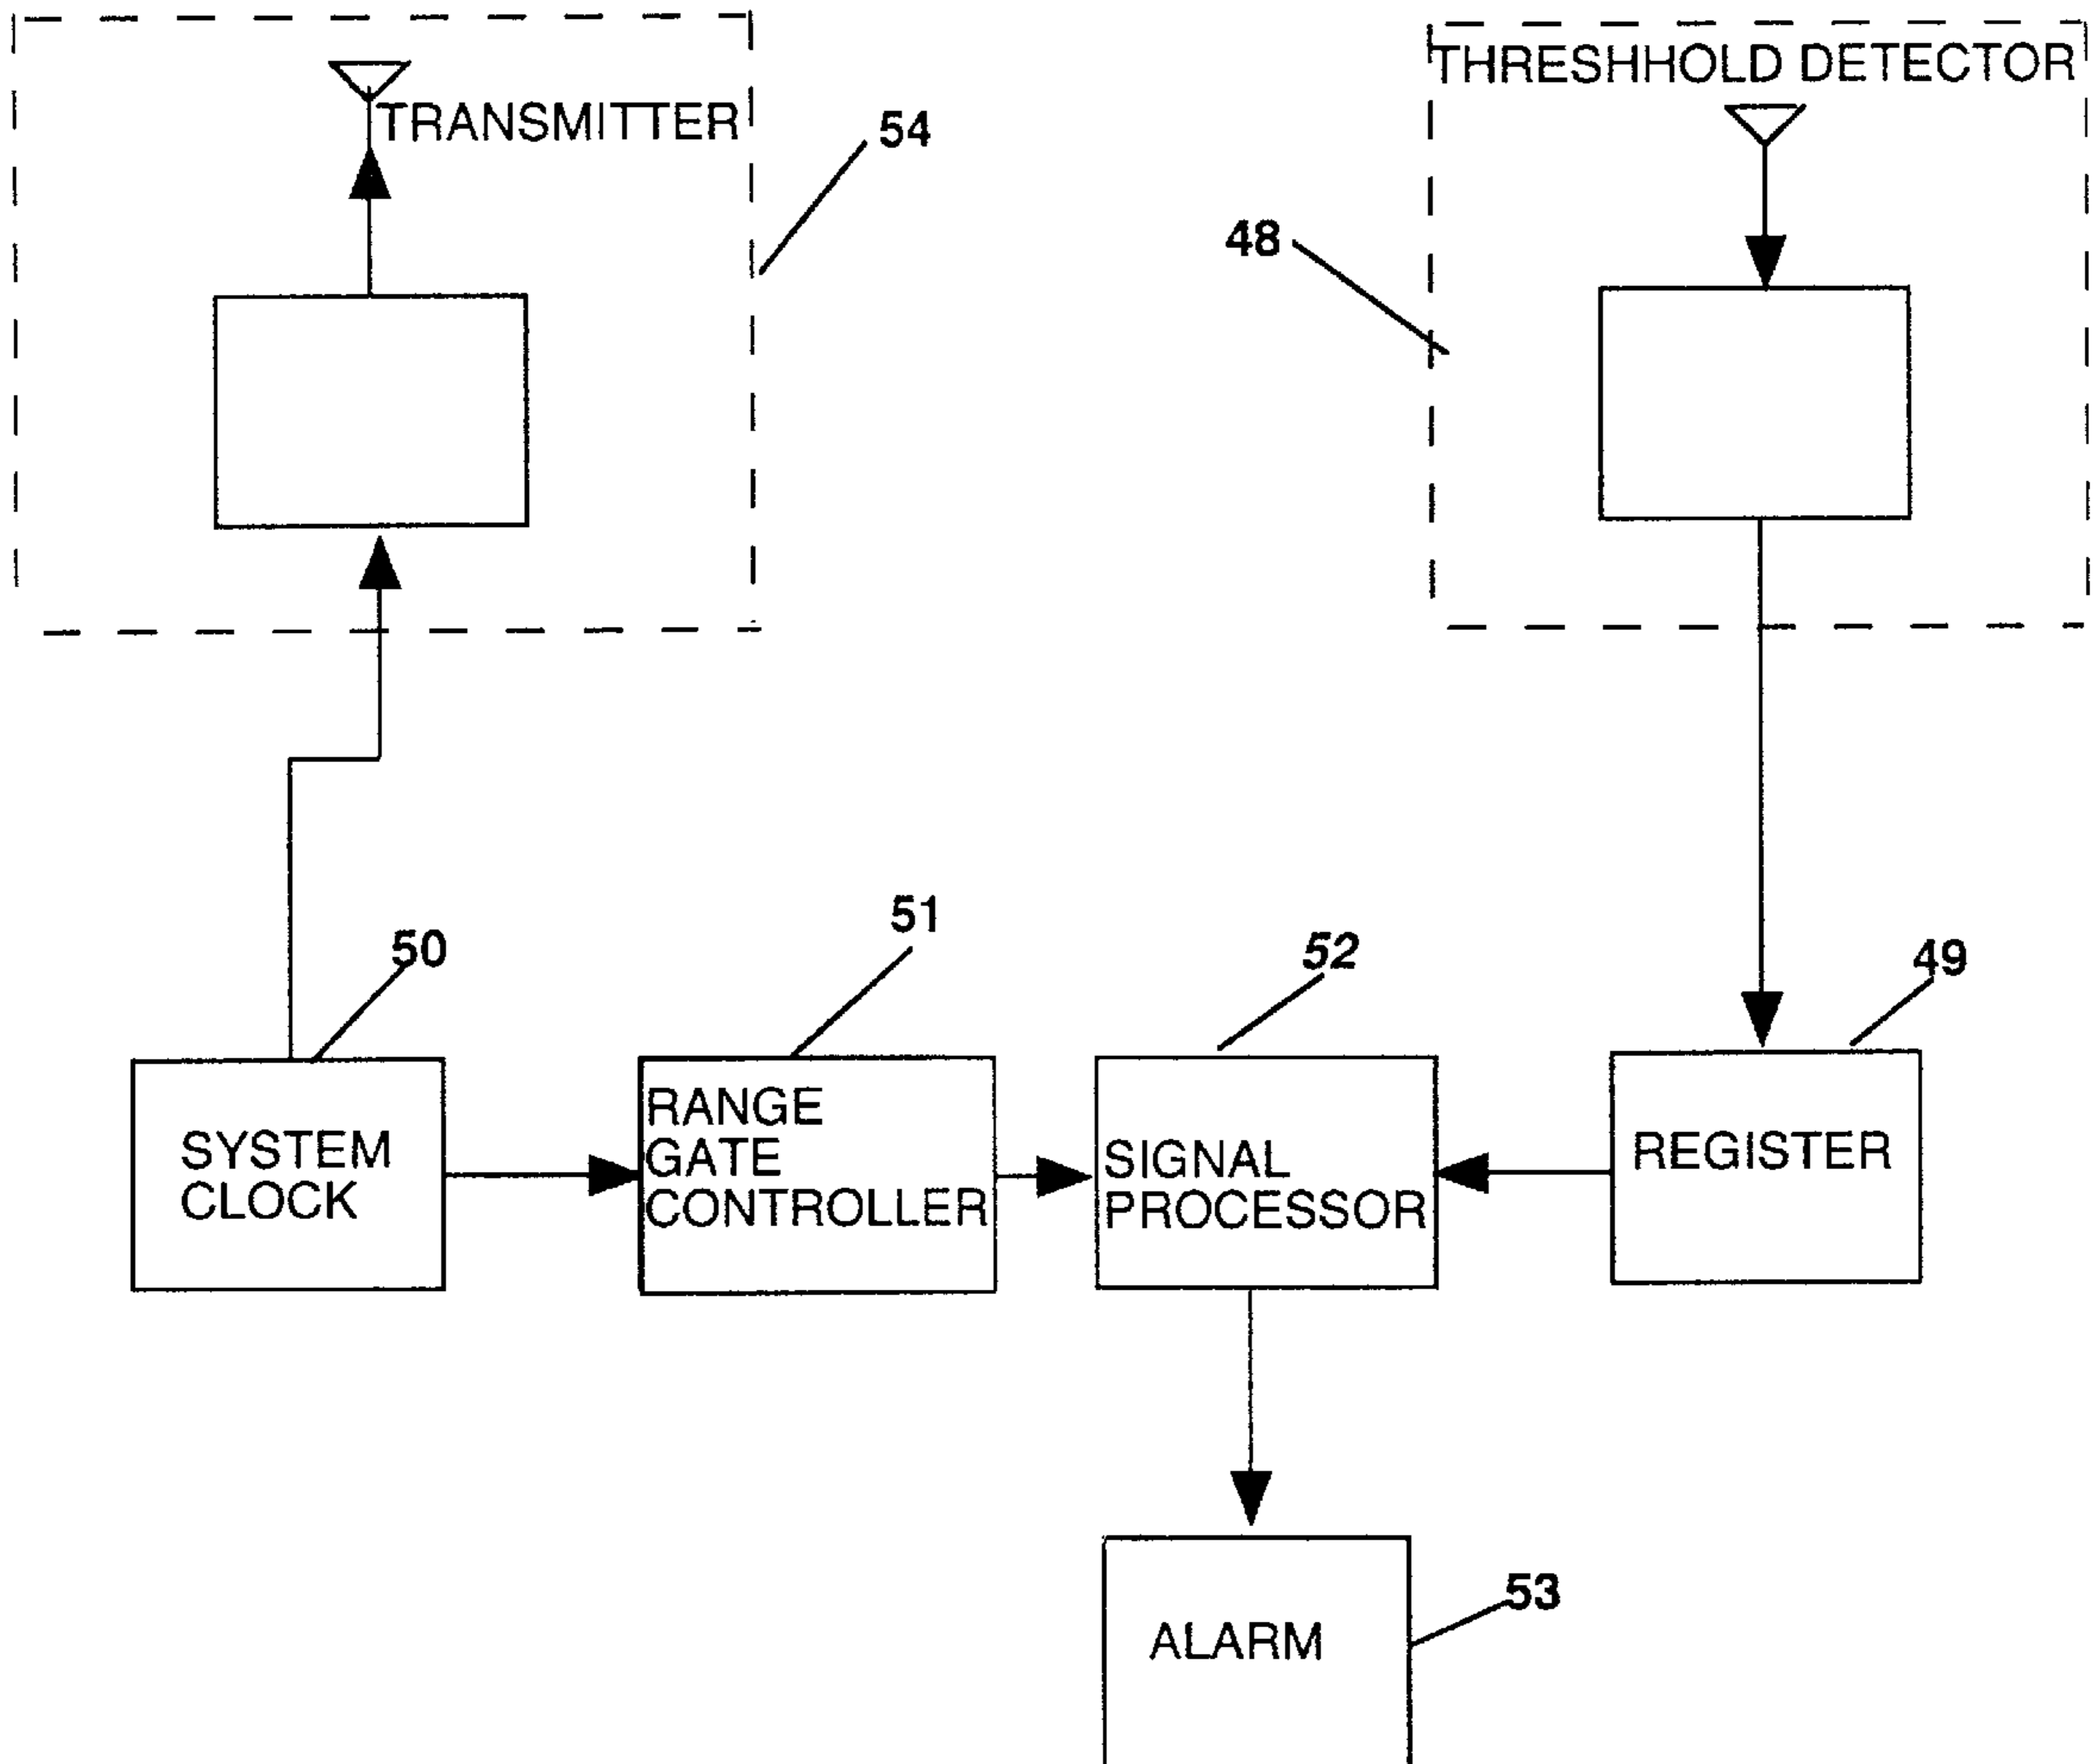 THRESHHOLD DETECTOR
TRANSMITTER
54
48
51
50
52
49
RANGE
GATE
CONTROLLER
SYSTEM
CLOCK
SIGNAL
PROCESSOR
REGISTER
53
ALARM